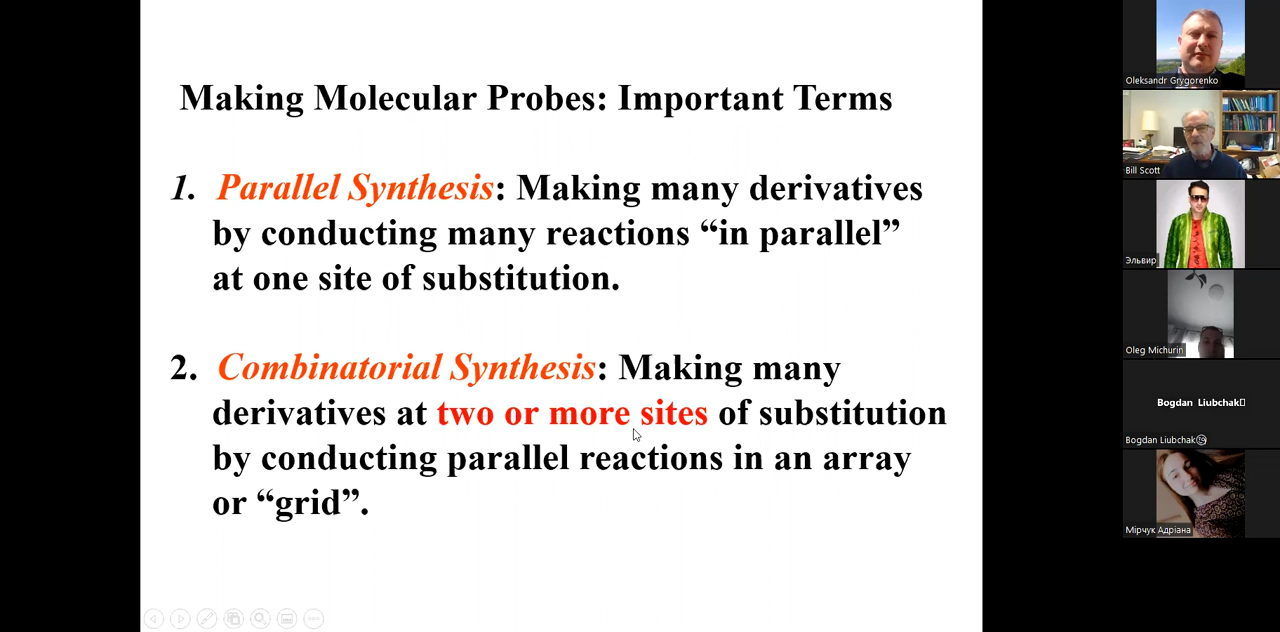 Making Molecular Probes: Important Terms
1. Parallel Synthesis: Making many derivatives
by conducting many reactions “in parallel”
at one site of substitution.
2. Combinatorial Synthesis: Making many
derivatives at two or more sites of substitution
by conducting parallel reactions in an array
or “grid”.
Oleksandr Grygorenko
Bill Scott
Эльвир
Oleg Michurin
Bogdan Liubchak
Bogdan Liubchak
Мірчук Адріана